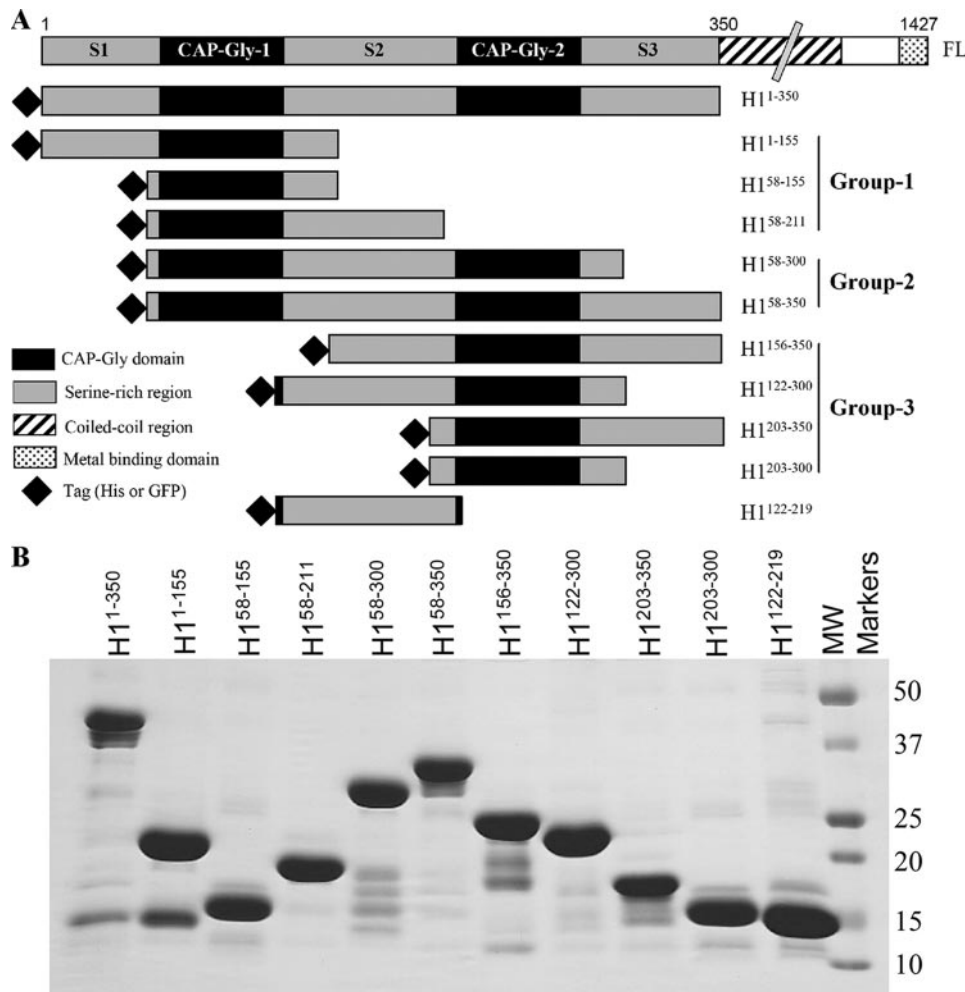 A
1 350 1427
S1 CAP-Gly-1 S2 CAP-Gly-2 S3 FL
H1 1-350
H1 1-155
H1 58-155
Group-1
H1 58-211
H1 58-300
Group-2
H1 58-350
H1 156-350
H1 122-300
Group-3
H1 203-350
H1 203-300
H1 122-219
CAP-Gly domain
Serine-rich region
Coiled-coil region
Metal binding domain
Tag (His or GFP)
B
H1 1-350
H1 1-155
H1 58-155
H1 58-211
H1 58-300
H1 58-350
H1 156-350
H1 122-300
H1 203-350
H1 203-300
H1 122-219
MW
Markers
50
37
25
20
15
10